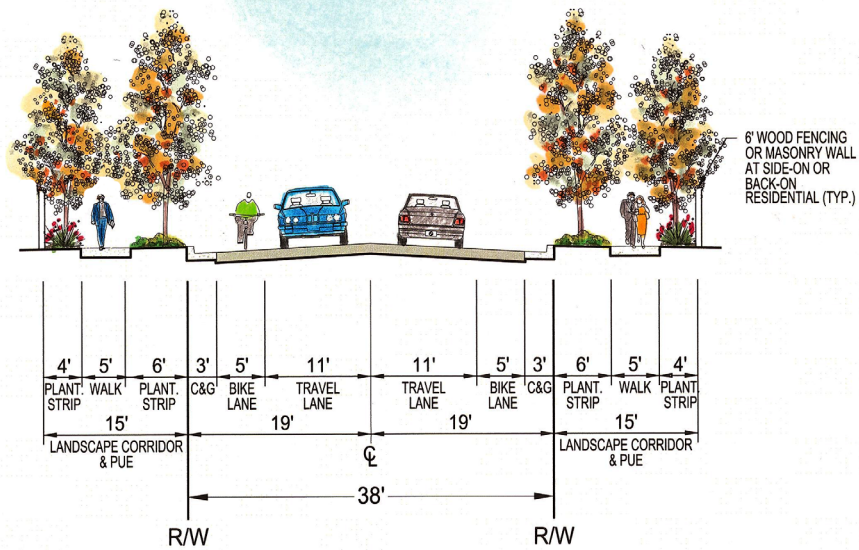 6' WOOD FENCING
OR MASONRY WALL
AT SIDE-ON OR
BACK-ON
RESIDENTIAL (TYP.)
4' 5' 6' 3' 5' 11' 11' 5' 3' 6' 5' 4'
PLANT. WALK PLANT. C&G BIKE TRAVEL TRAVEL BIKE C&G PLANT. WALK PLANT.
STRIP STRIP LANE LANE LANE LANE STRIP STRIP
15' 19' 19' 15'
LANDSCAPE CORRIDOR LANDSCAPE CORRIDOR
& PUE ℄ & PUE
38'
R/W R/W